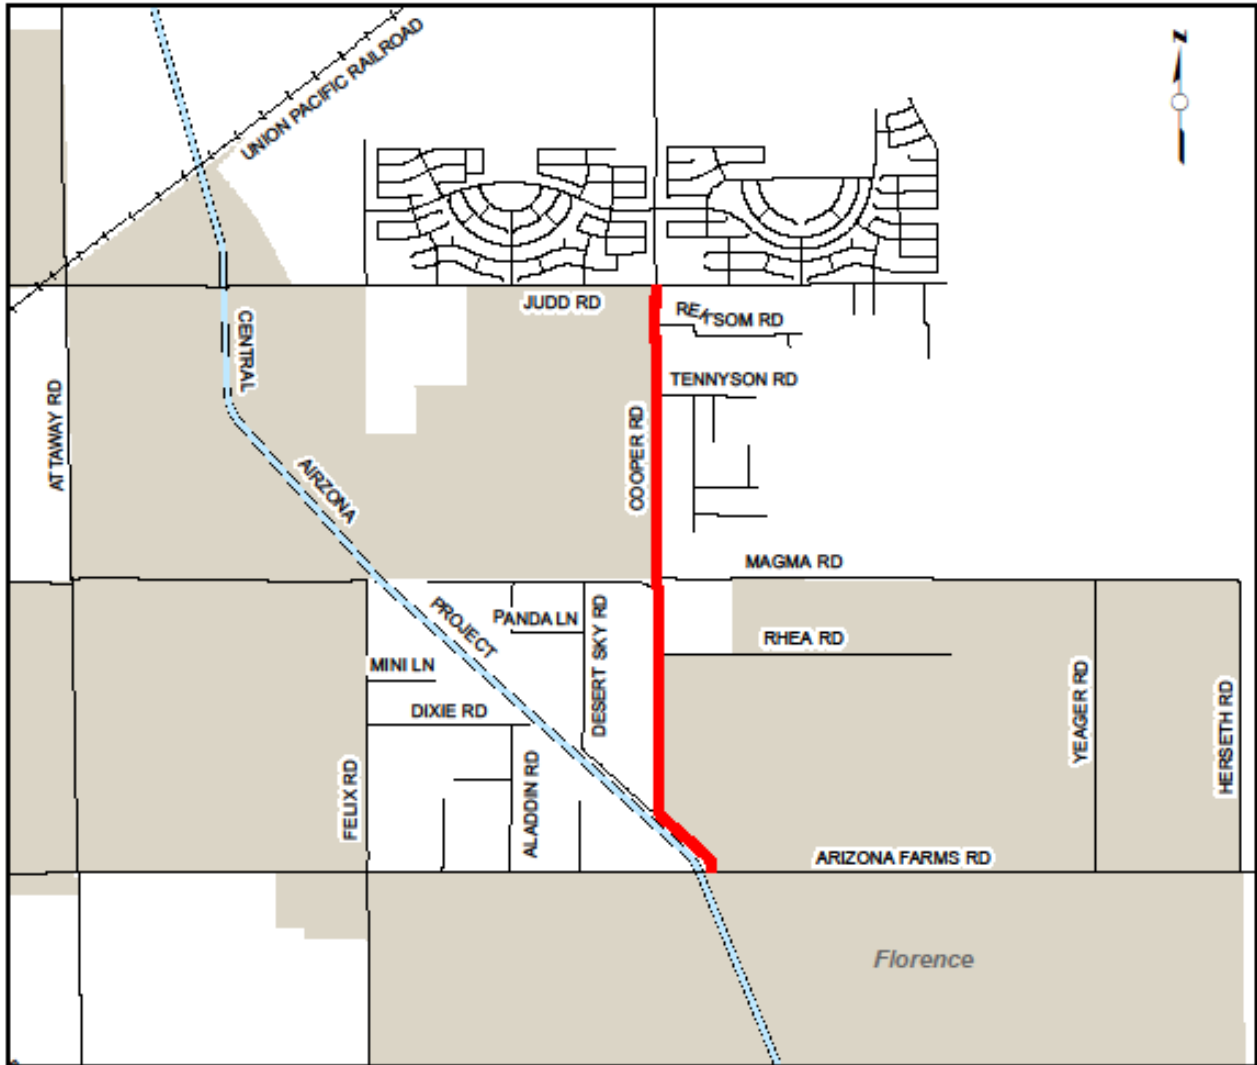 Z
UNION PACIFIC RAILROAD
JUDD RD
CENTRAL
TSOM RD
TENNYSON RD
ATTAWAY RD
COOPER RD
AIRZONA
MAGMA RD
PROJECT
PANDA LN
DESERT SKY RD
RHEA RD
MINI LN
DIXIE RD
YEAGER RD
HERSETH RD
FELIX RD
ALADDIN RD
ARIZONA FARMS RD
Florence